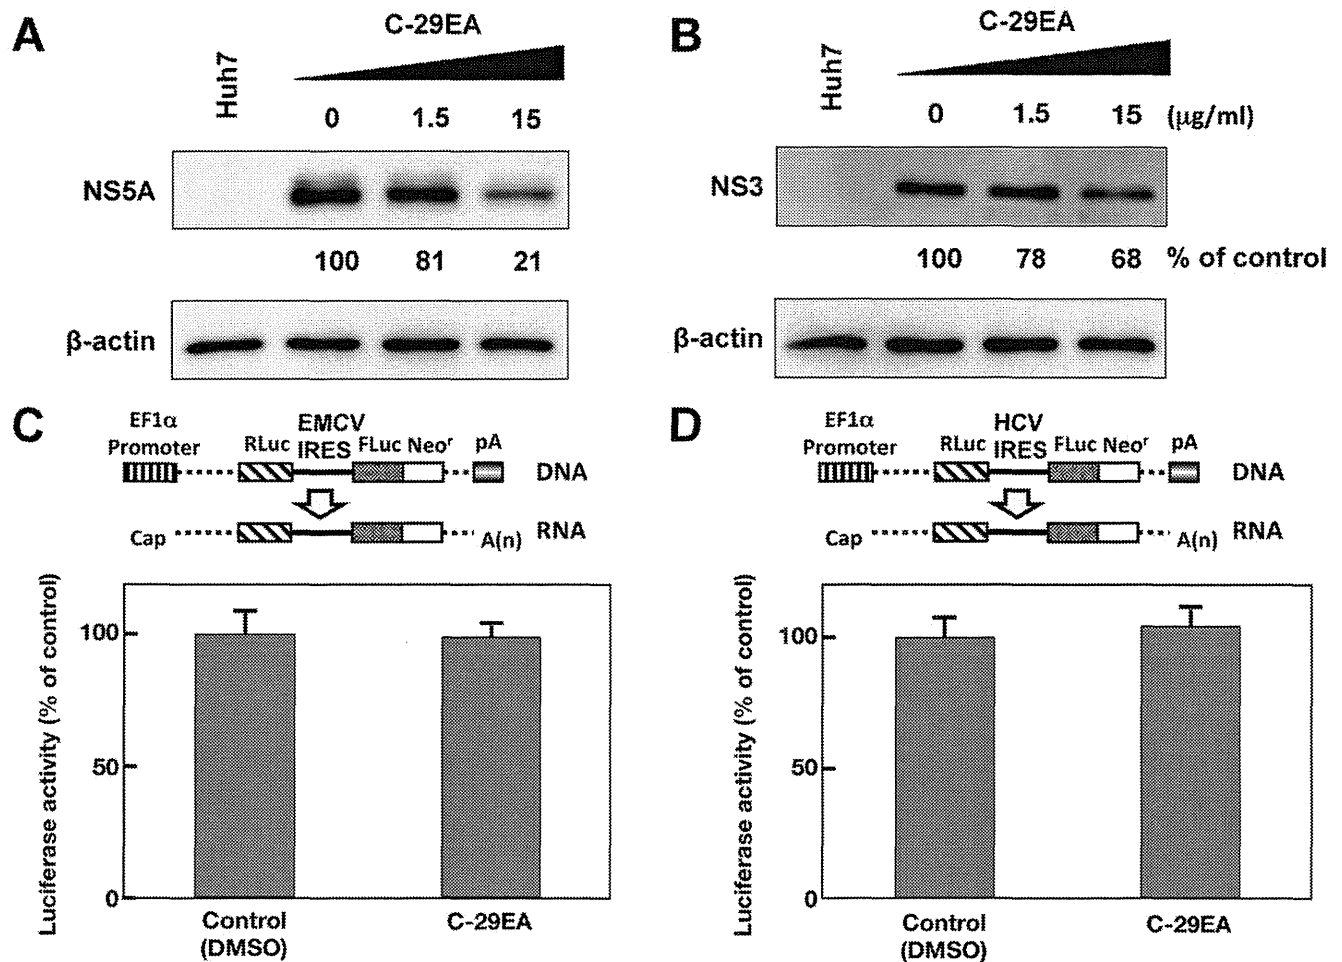 A
C-29EA
Huh7
0 1.5 15
NS5A
100 81 21
β-actin
B
C-29EA
Huh7
0 1.5 15 (μg/ml)
NS3
100 78 68 % of control
β-actin
C
EF1α
Promoter
RLuc
EMCV
IRES
FLuc Neoʳ pA
DNA
Cap A(n) RNA
Luciferase activity (% of control)
100
50
0
Control
(DMSO)
C-29EA
D
EF1α
Promoter
RLuc
HCV
IRES
FLuc Neoʳ pA
DNA
Cap A(n) RNA
Luciferase activity (% of control)
100
50
0
Control
(DMSO)
C-29EA